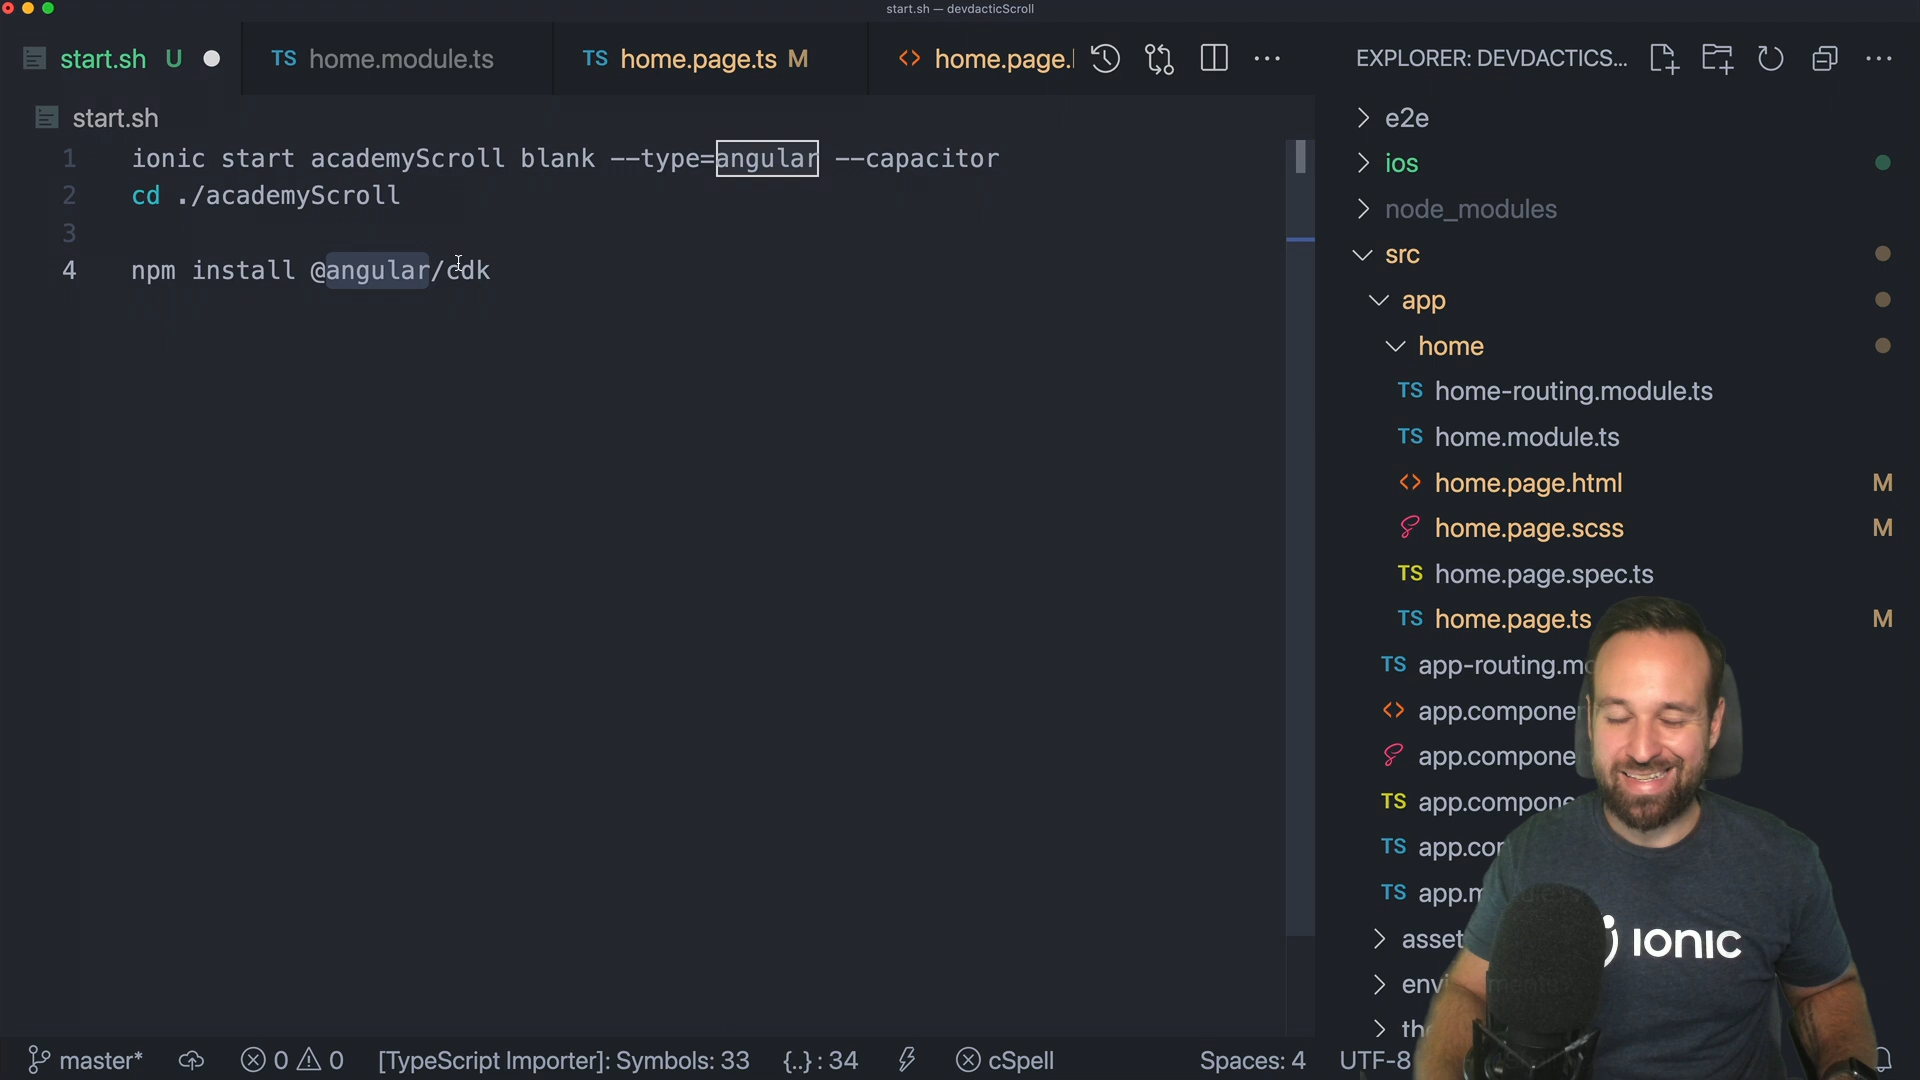 start.sh — devdacticScroll
start.sh U
TS home.module.ts
TS home.page.ts M
<> home.page.
EXPLORER: DEVDACTICS...
start.sh
1 ionic start academyScroll blank --type=angular --capacitor
2 cd ./academyScroll
3
4 npm install @angular/cdk
e2e
ios
node_modules
src
app
home
TS home-routing.module.ts
TS home.module.ts
<> home.page.html M
home.page.scss M
TS home.page.spec.ts
TS home.page.ts M
TS app-routing.mo
<> app.compone
app.compone
TS app.compone
TS app.co
TS app.m
asset
envi
th
IONIC
master* 0 0 [TypeScript Importer]: Symbols: 33 {..} : 34 cSpell Spaces: 4 UTF-8